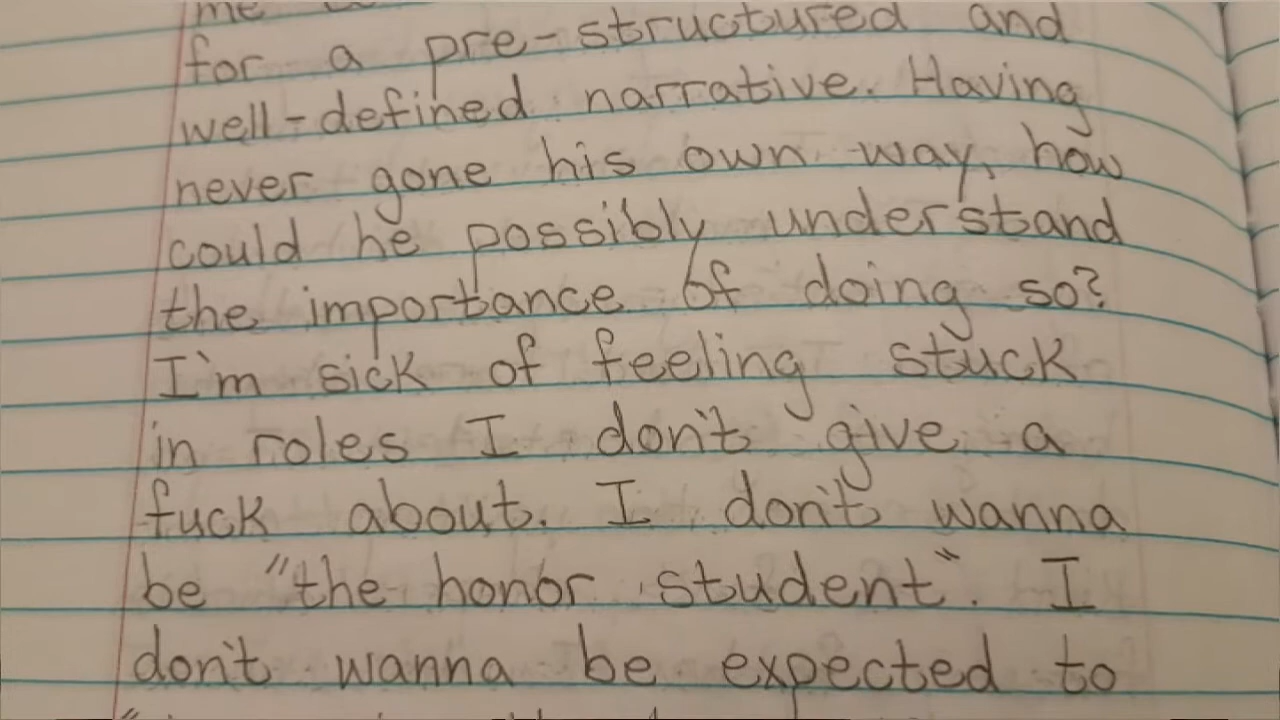 me
for a pre-structured and
well-defined narrative. Having
never gone his own way, how
could he possibly understand
the importance of doing so?
I'm sick of feeling stuck
in roles I don't give a
fuck about. I don't wanna
be "the honor student". I
don't wanna be expected to